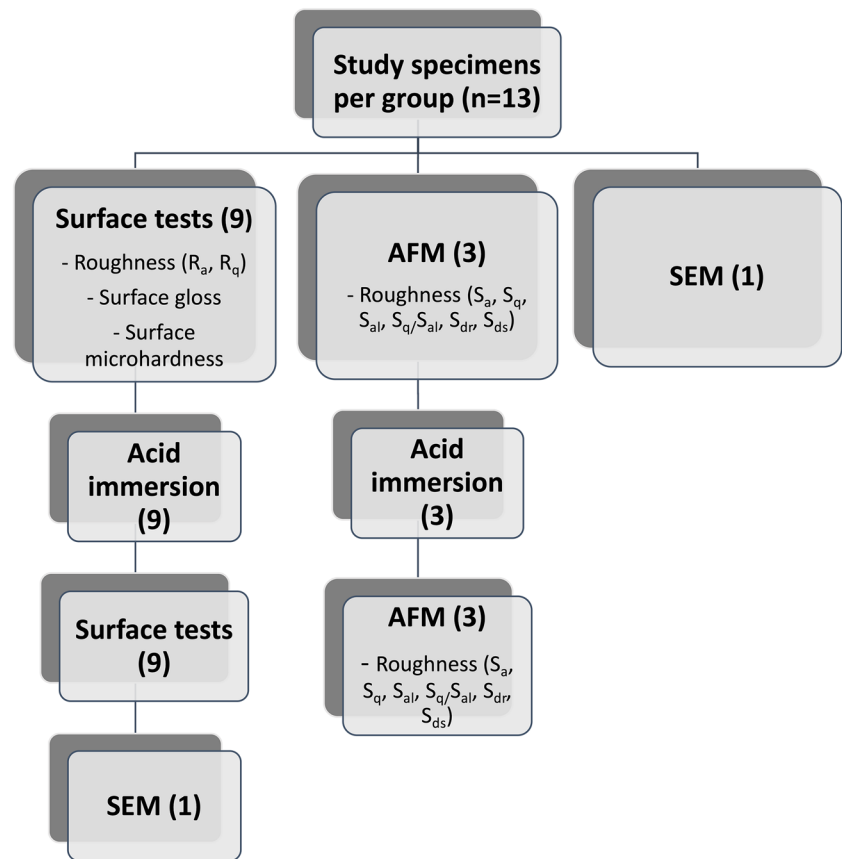 Study specimens
per group (n=13)
Surface tests (9)
- Roughness (Ra, Rq)
- Surface gloss
- Surface
microhardness
AFM (3)
- Roughness (Sa, Sq,
Sal, Sq/Sal, Sdr, Sds)
SEM (1)
Acid
immersion
(9)
Acid
immersion
(3)
Surface tests
(9)
AFM (3)
- Roughness (Sa,
Sq, Sal, Sq/Sal, Sdr,
Sds)
SEM (1)